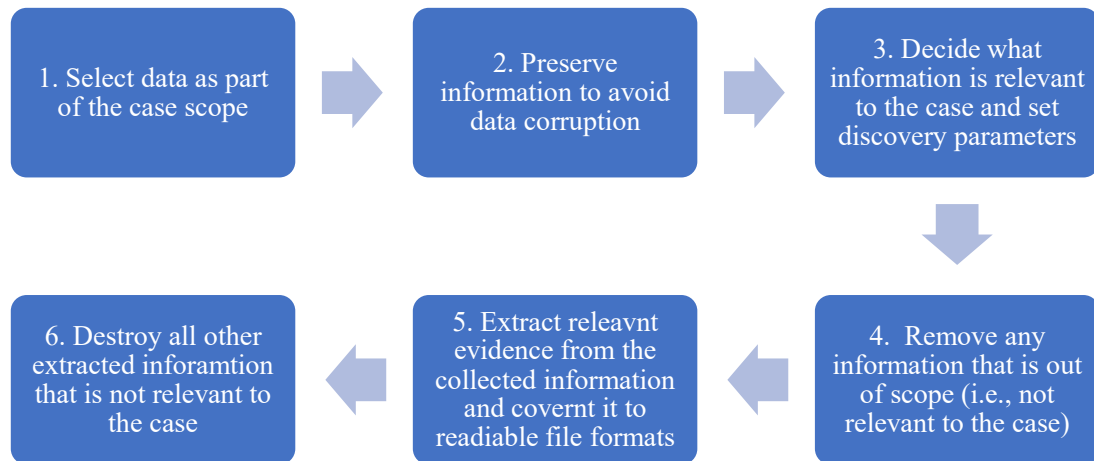 1. Select data as part
of the case scope
2. Preserve
information to avoid
data corruption
3. Decide what
information is relevant
to the case and set
discovery parameters
4.  Remove any
information that is out
of scope (i.e., not
relevant to the case)
5. Extract releavnt
evidence from the
collected information
and covernt it to
readiable file formats
6. Destroy all other
extracted inforamtion
that is not relevant to
the case